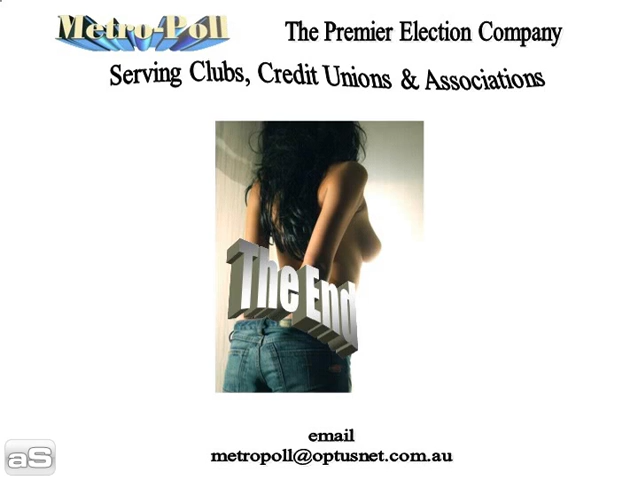 Metro-Poll
The Premier Election Company
Serving Clubs, Credit Unions & Associations
The End
email
metropoll@optusnet.com.au
aS